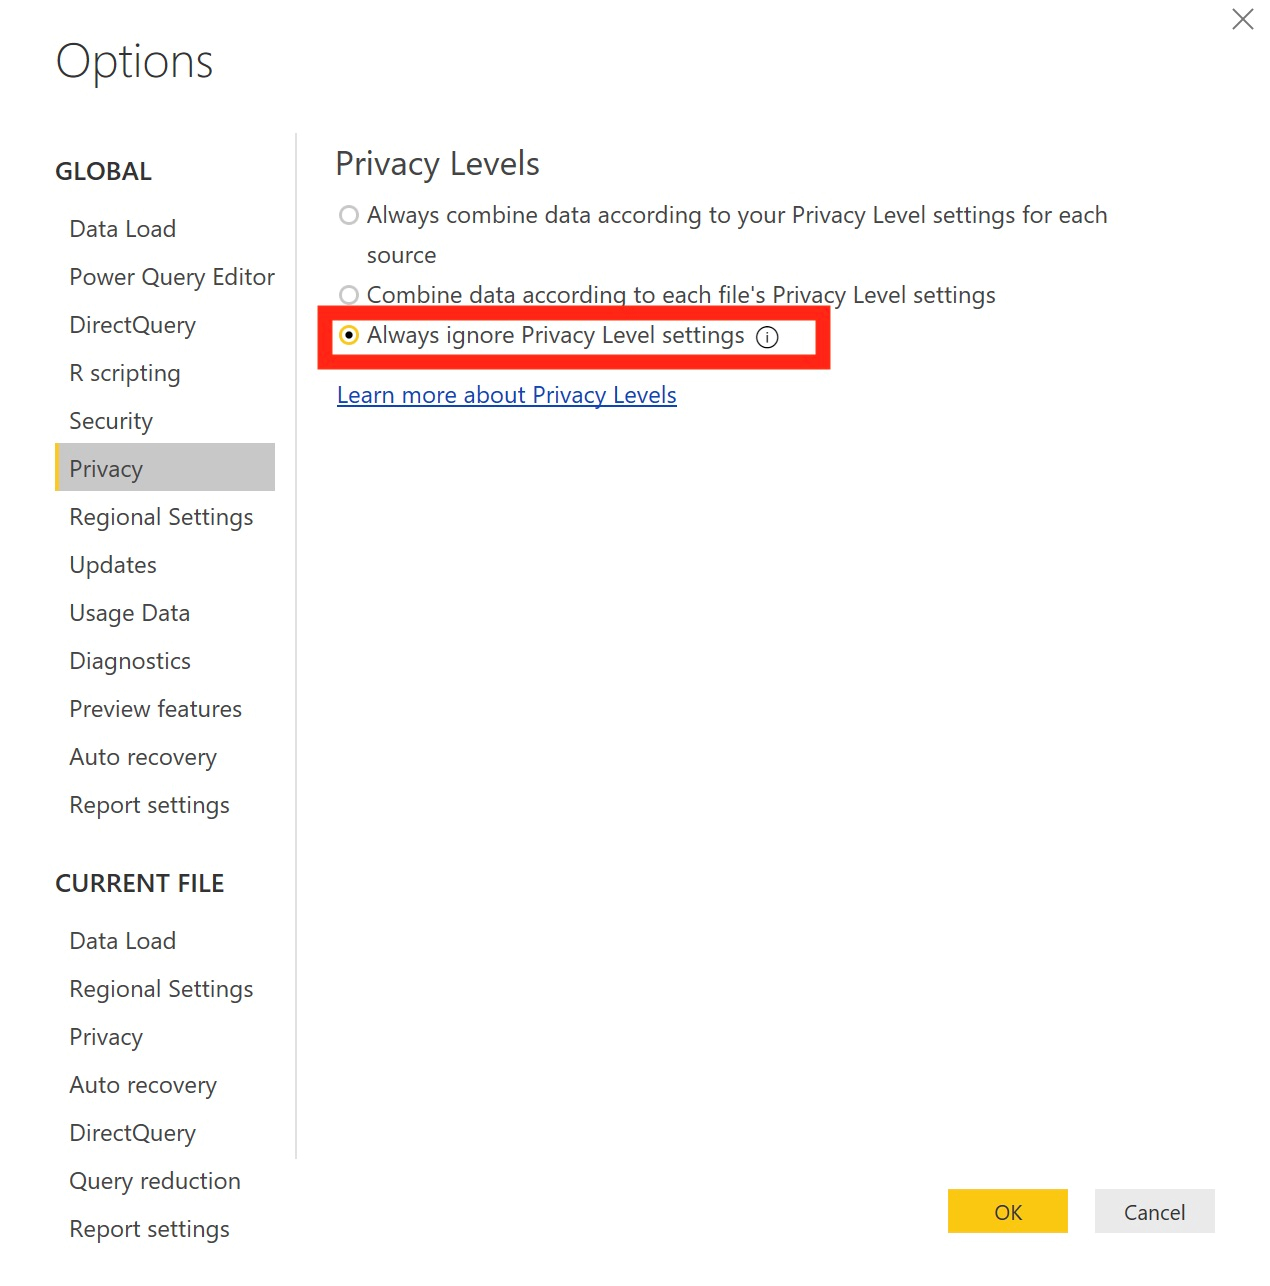 Options
GLOBAL
Data Load
Power Query Editor
DirectQuery
R scripting
Security
Privacy
Regional Settings
Updates
Usage Data
Diagnostics
Preview features
Auto recovery
Report settings
CURRENT FILE
Data Load
Regional Settings
Privacy
Auto recovery
DirectQuery
Query reduction
Report settings
Privacy Levels
Always combine data according to your Privacy Level settings for each
source
Combine data according to each file's Privacy Level settings
Always ignore Privacy Level settings
Learn more about Privacy Levels
OK
Cancel